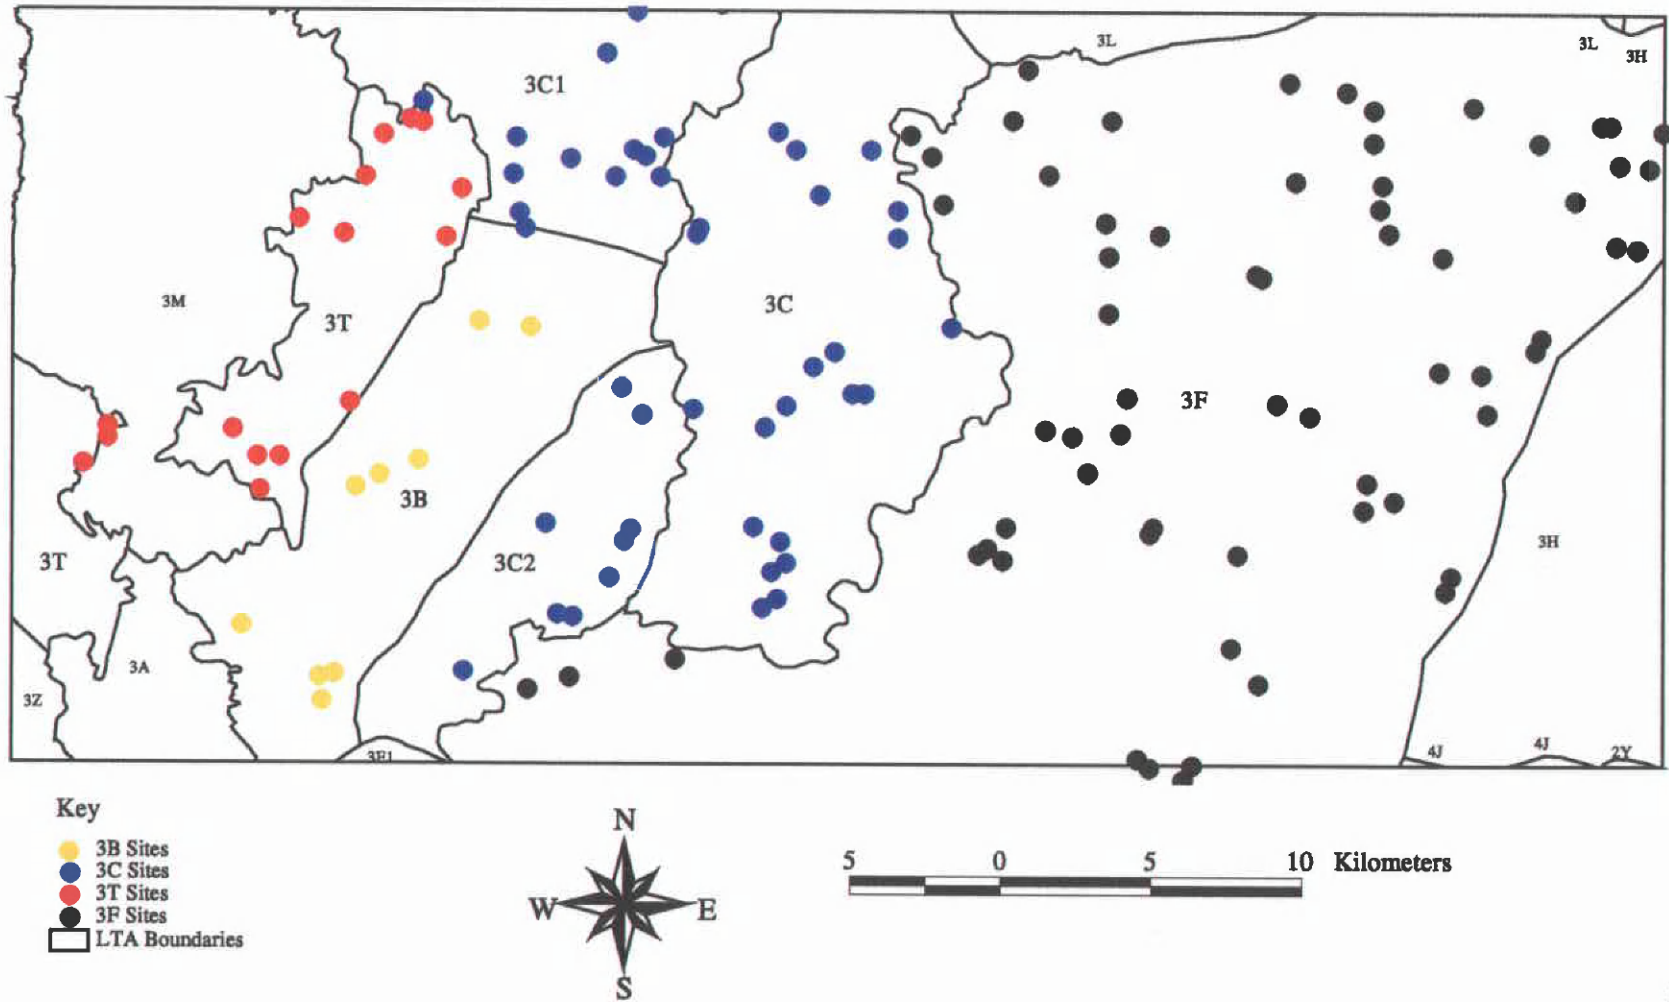 3L
3L
3H
3C1
3M
3T
3C
3F
3B
3H
3T
3C2
3A
3Z
3E1
4J
4J
2Y
Key
3B Sites
3C Sites
3T Sites
3F Sites
LTA Boundaries
N
W E
S
5 0 5 10 Kilometers